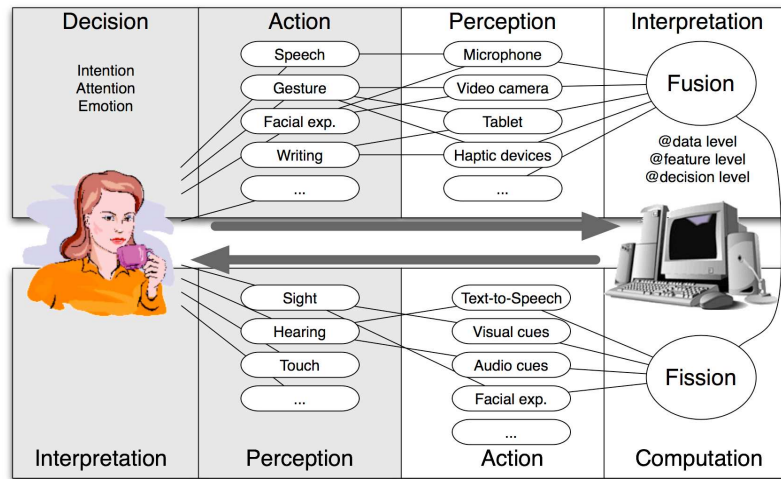 Decision
Action
Perception
Interpretation
Intention
Attention
Emotion
Speech
Gesture
Facial exp.
Writing
...
Microphone
Video camera
Tablet
Haptic devices
...
Fusion
@data level
@feature level
@decision level
Sight
Hearing
Touch
...
Text-to-Speech
Visual cues
Audio cues
Facial exp.
...
Fission
Interpretation
Perception
Action
Computation